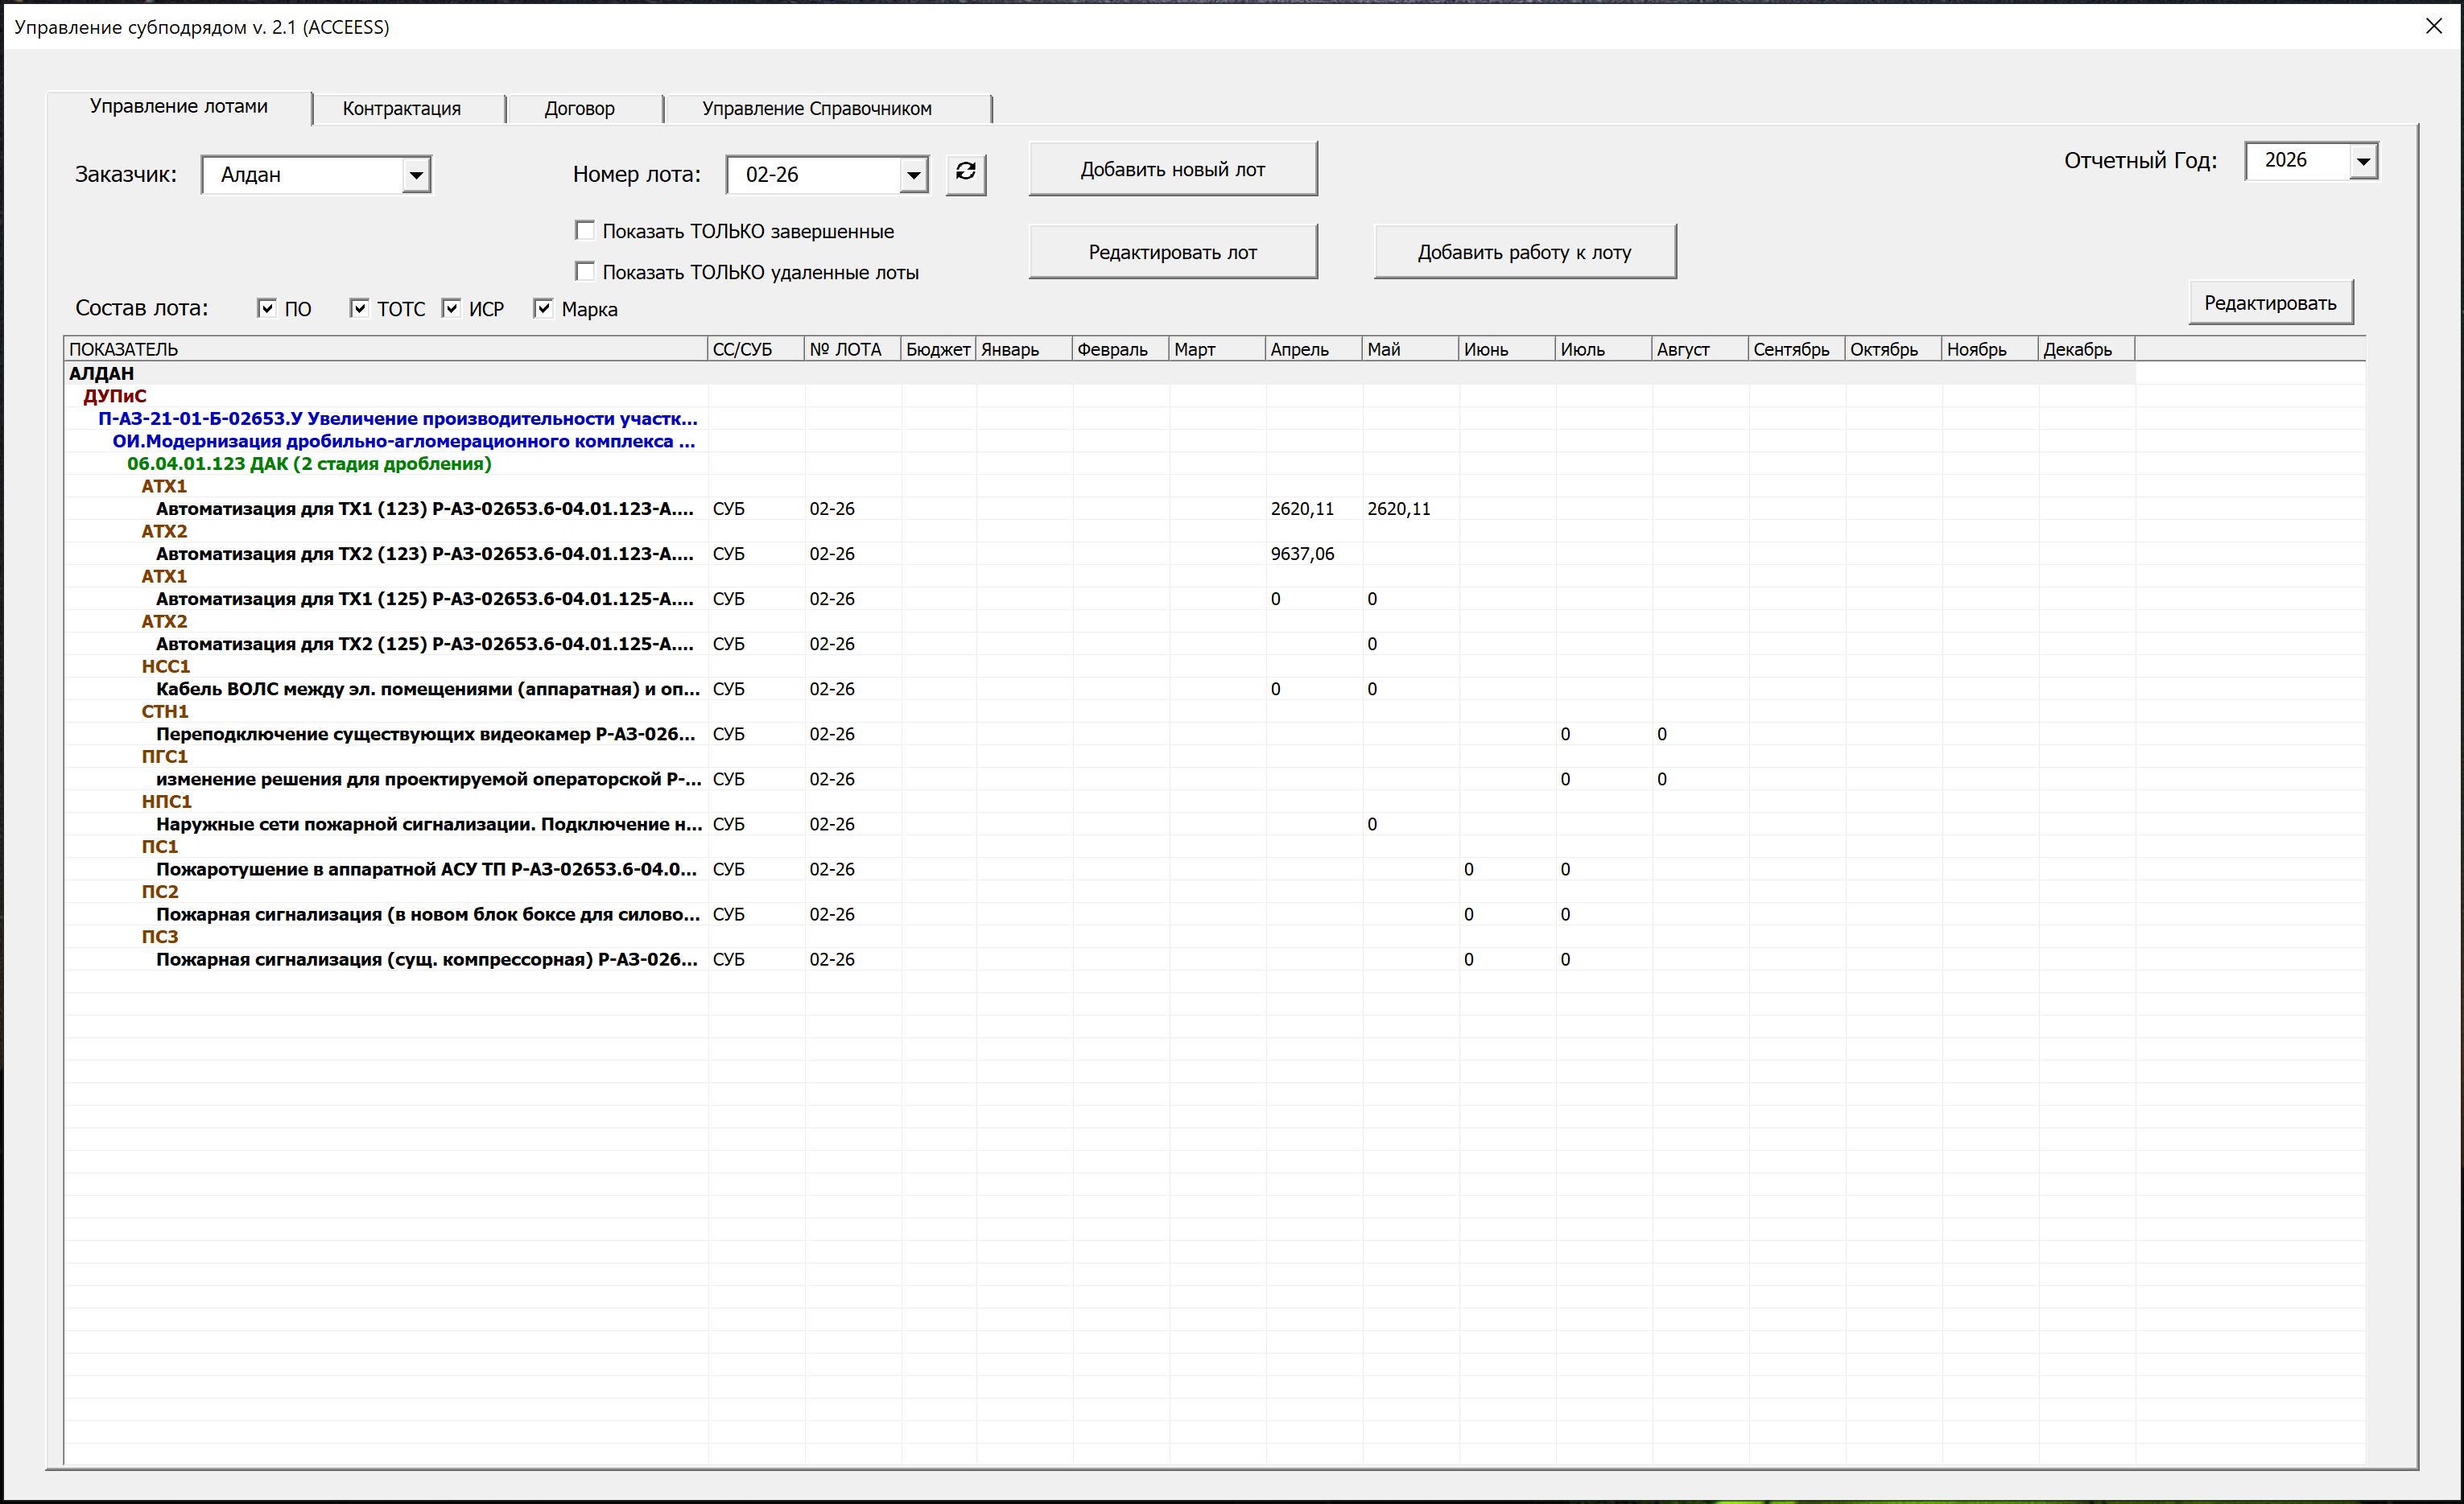 Управление субподрядом v. 2.1 (ACCEESS)
Управление лотами Контрактация Договор Управление Справочником
Заказчик: Алдан Номер лота: 02-26 Добавить новый лот Отчетный Год: 2026
Показать ТОЛЬКО завершенные
Редактировать лот Добавить работу к лоту
Показать ТОЛЬКО удаленные лоты
Состав лота: ПО ТОТС ИСР Марка Редактировать
ПОКАЗАТЕЛЬ СС/СУБ № ЛОТА Бюджет Январь Февраль Март Апрель Май Июнь Июль Август Сентябрь Октябрь Ноябрь Декабрь
АЛДАН
ДУПиС
П-АЗ-21-01-Б-02653.У Увеличение производительности участк...
ОИ.Модернизация дробильно-агломерационного комплекса ...
06.04.01.123 ДАК (2 стадия дробления)
АТХ1
Автоматизация для ТХ1 (123) Р-АЗ-02653.6-04.01.123-А.... СУБ 02-26 2620,11 2620,11
АТХ2
Автоматизация для ТХ2 (123) Р-АЗ-02653.6-04.01.123-А.... СУБ 02-26 9637,06
АТХ1
Автоматизация для ТХ1 (125) Р-АЗ-02653.6-04.01.125-А.... СУБ 02-26 0 0
АТХ2
Автоматизация для ТХ2 (125) Р-АЗ-02653.6-04.01.125-А.... СУБ 02-26 0
НСС1
Кабель ВОЛС между эл. помещениями (аппаратная) и оп... СУБ 02-26 0 0
СТН1
Переподключение существующих видеокамер Р-АЗ-026... СУБ 02-26 0 0
ПГС1
изменение решения для проектируемой операторской Р-... СУБ 02-26 0 0
НПС1
Наружные сети пожарной сигнализации. Подключение н... СУБ 02-26 0
ПС1
Пожаротушение в аппаратной АСУ ТП Р-АЗ-02653.6-04.0... СУБ 02-26 0 0
ПС2
Пожарная сигнализация (в новом блок боксе для силово... СУБ 02-26 0 0
ПС3
Пожарная сигнализация (сущ. компрессорная) Р-АЗ-026... СУБ 02-26 0 0